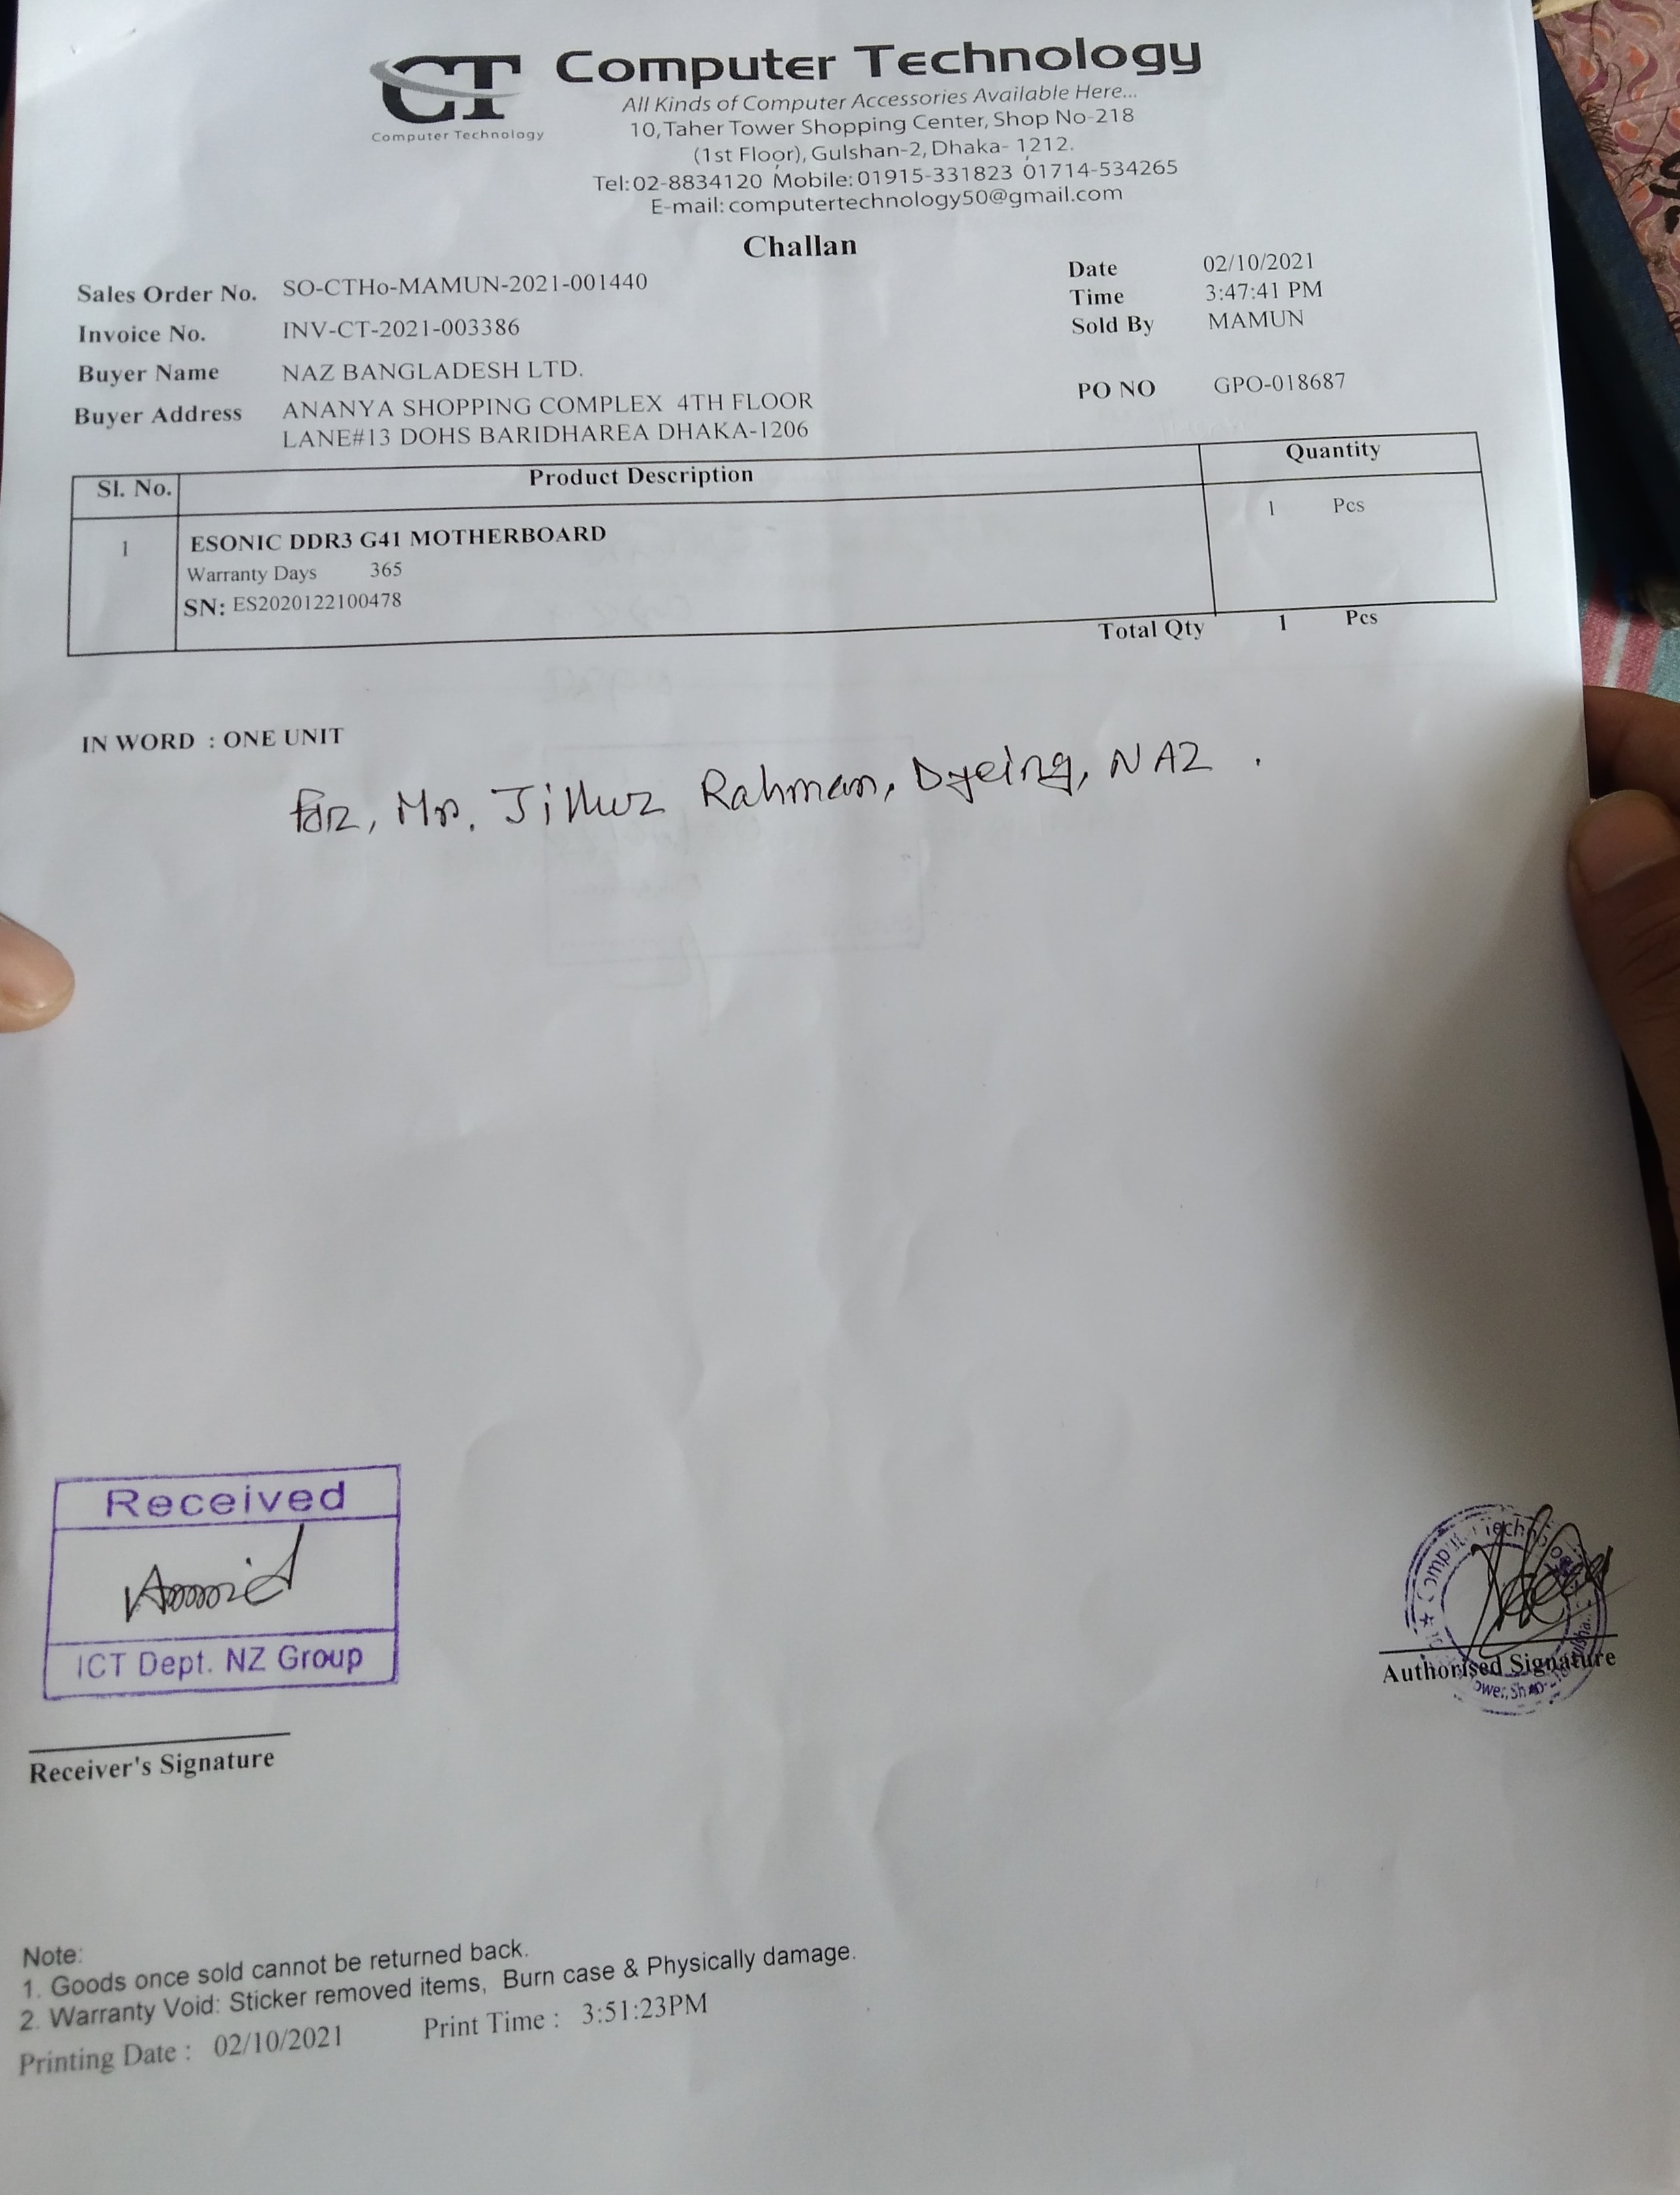 CT Computer Technology
Computer Technology
All Kinds of Computer Accessories Available Here...
10, Taher Tower Shopping Center, Shop No-218
(1st Floor), Gulshan-2, Dhaka- 1212.
Tel: 02-8834120 Mobile: 01915-331823 01714-534265
E-mail: computertechnology50@gmail.com
Challan
Sales Order No. SO-CTHo-MAMUN-2021-001440
Date 02/10/2021
Time 3:47:41 PM
Invoice No. INV-CT-2021-003386
Sold By MAMUN
Buyer Name NAZ BANGLADESH LTD.
PO NO GPO-018687
Buyer Address ANANYA SHOPPING COMPLEX 4TH FLOOR
LANE#13 DOHS BARIDHAREA DHAKA-1206
Sl. No. Product Description Quantity
1 ESONIC DDR3 G41 MOTHERBOARD 1 Pcs
Warranty Days 365
SN: ES2020122100478
Total Qty 1 Pcs
IN WORD : ONE UNIT
For, Mr. Jillur Rahman, Dyeing, NAZ.
Received
ICT Dept. NZ Group
Receiver's Signature
Computer Technology
Authorised Signature
Note:
1. Goods once sold cannot be returned back.
2. Warranty Void: Sticker removed items, Burn case & Physically damage.
Printing Date : 02/10/2021 Print Time : 3:51:23PM